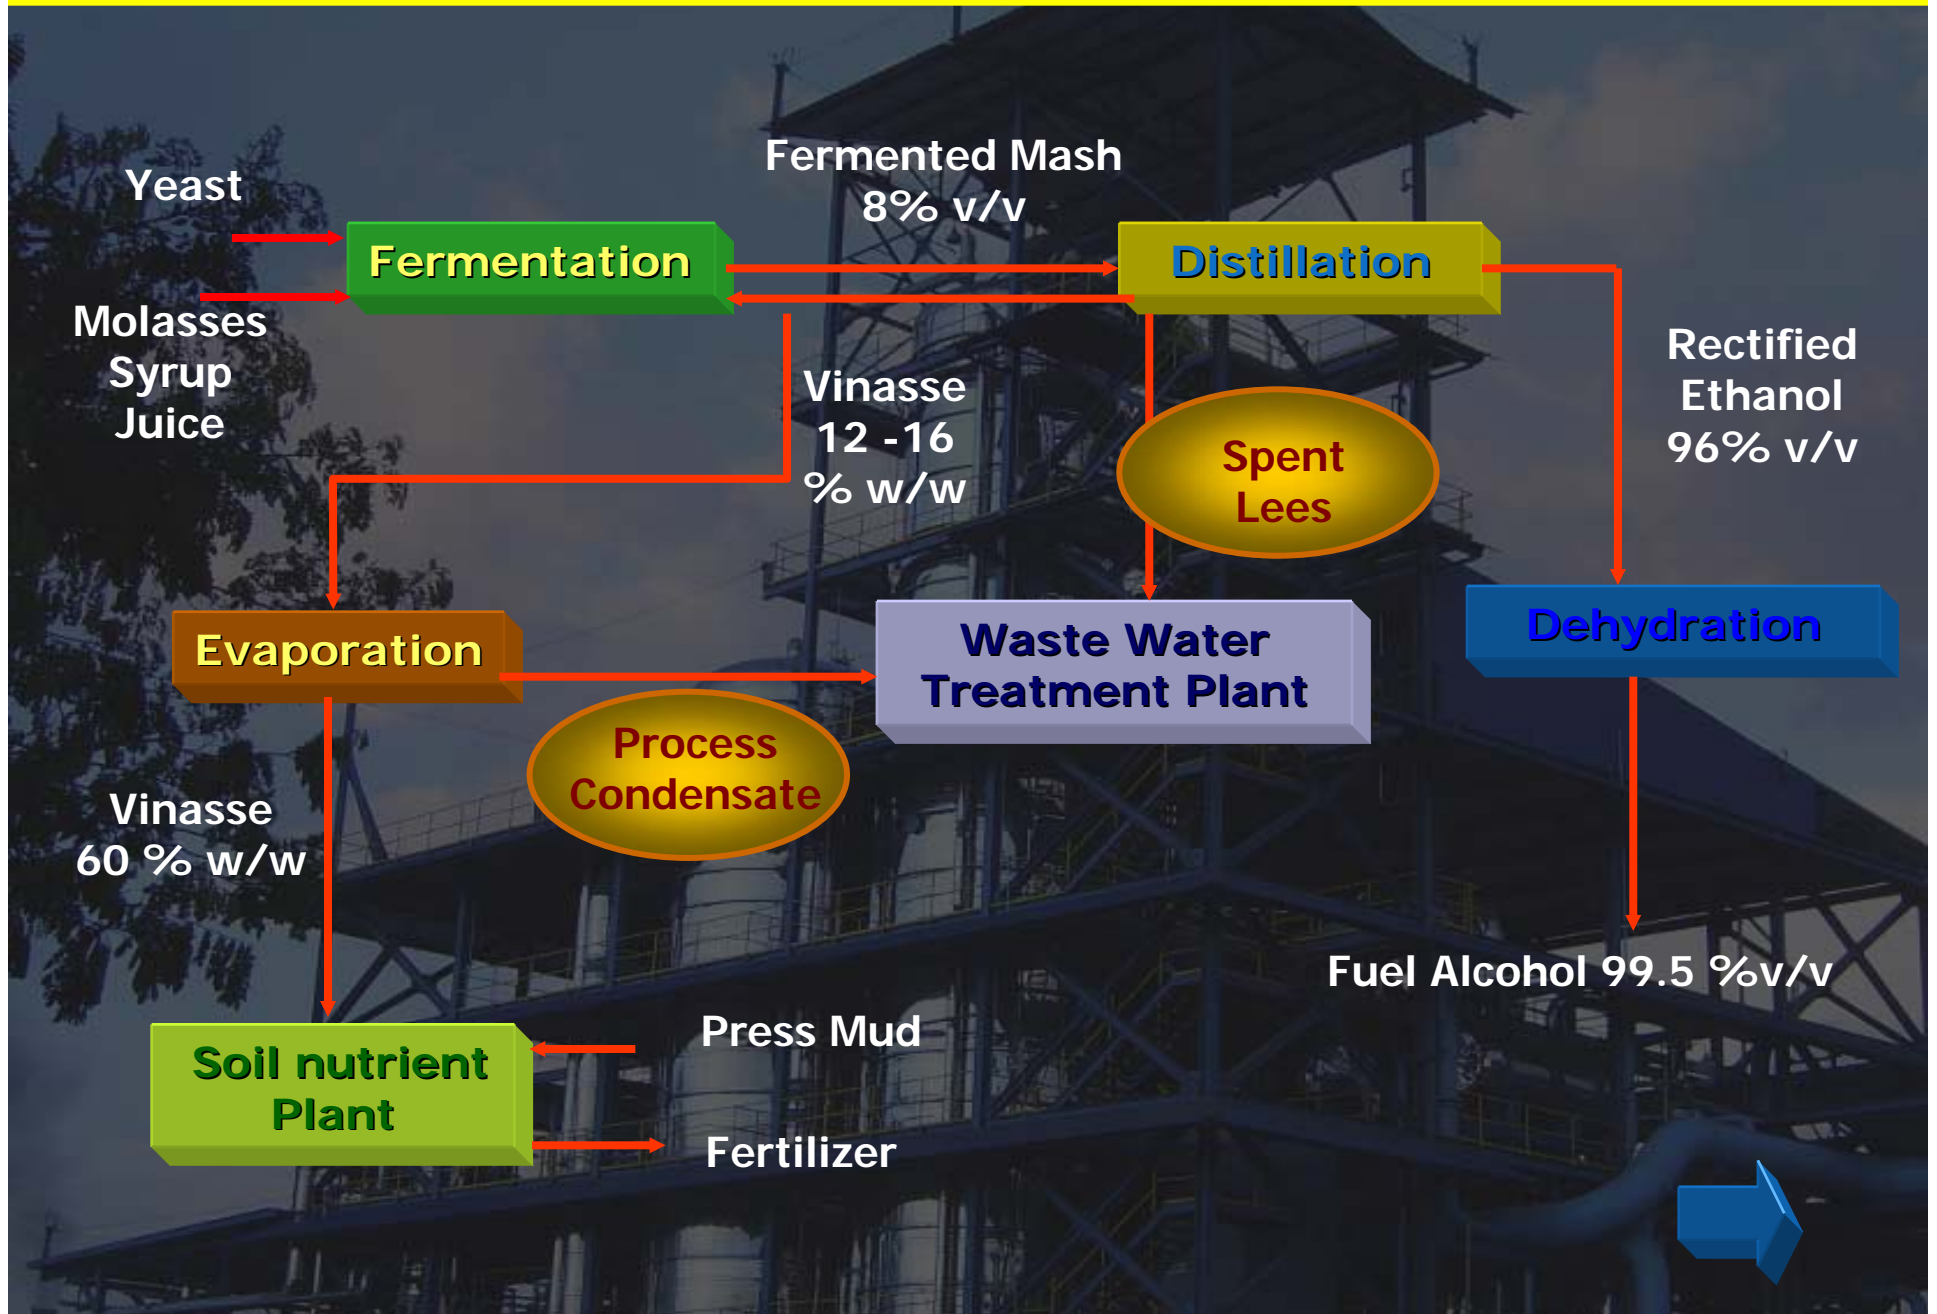 Yeast
Fermented Mash
8% v/v
Fermentation
Distillation
Molasses
Syrup
Juice
Vinasse
12 -16
% w/w
Spent
Lees
Rectified
Ethanol
96% v/v
Evaporation
Waste Water
Treatment Plant
Dehydration
Process
Condensate
Vinasse
60 % w/w
Fuel Alcohol 99.5 %v/v
Soil nutrient
Plant
Press Mud
Fertilizer